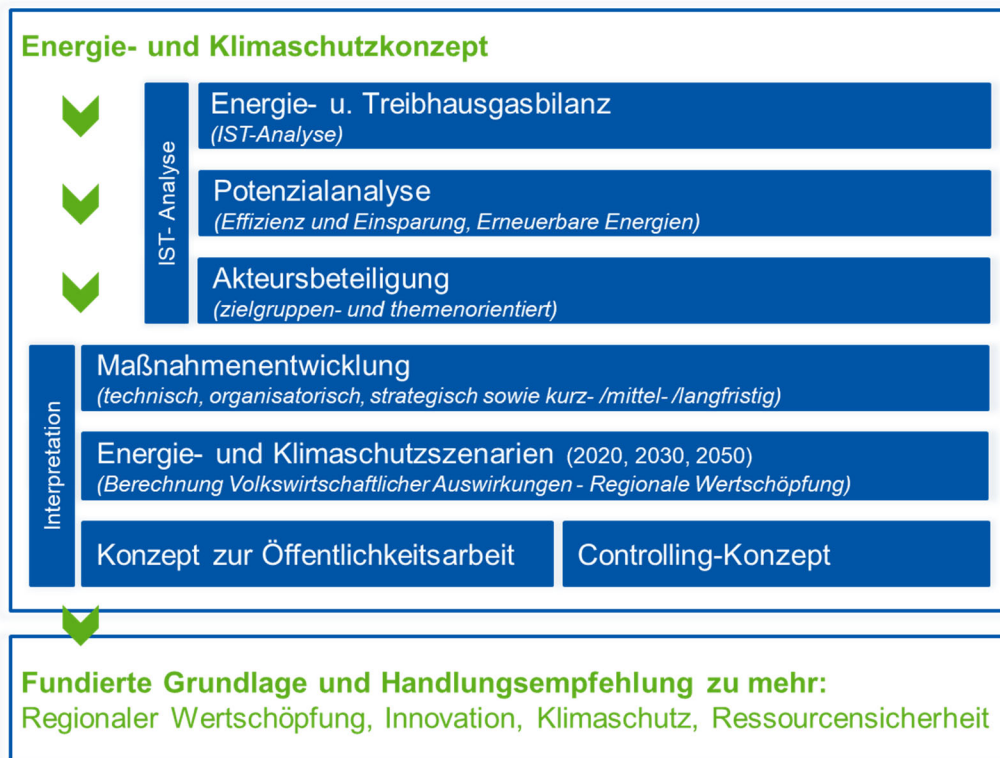 Energie- und Klimaschutzkonzept
IST- Analyse
Energie- u. Treibhausgasbilanz
(IST-Analyse)
Potenzialanalyse
(Effizienz und Einsparung, Erneuerbare Energien)
Akteursbeteiligung
(zielgruppen- und themenorientiert)
Interpretation
Maßnahmenentwicklung
(technisch, organisatorisch, strategisch sowie kurz- /mittel- /langfristig)
Energie- und Klimaschutzszenarien (2020, 2030, 2050)
(Berechnung Volkswirtschaftlicher Auswirkungen - Regionale Wertschöpfung)
Konzept zur Öffentlichkeitsarbeit
Controlling-Konzept
Fundierte Grundlage und Handlungsempfehlung zu mehr:
Regionaler Wertschöpfung, Innovation, Klimaschutz, Ressourcensicherheit